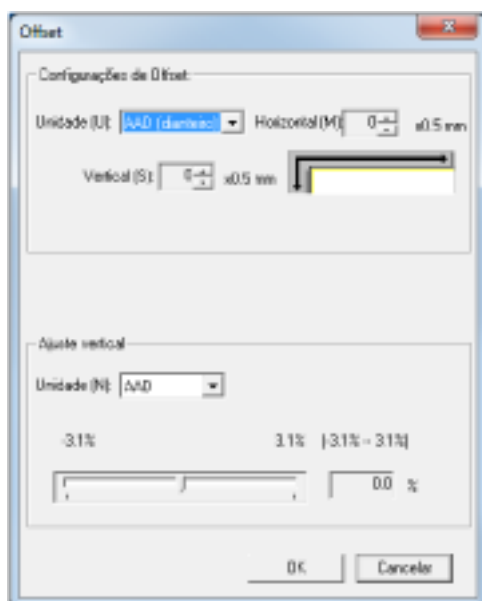 Offset
Configurações de Offset
Unidade (U): AAD (dianteiro) Horizontal (M): 0 x0.5 mm
Vertical (S): 0 x0.5 mm
Ajuste vertical
Unidade (N): AAD
-3.1% 3.1% (-3.1% -- 3.1%)
0.0 %
OK Cancelar